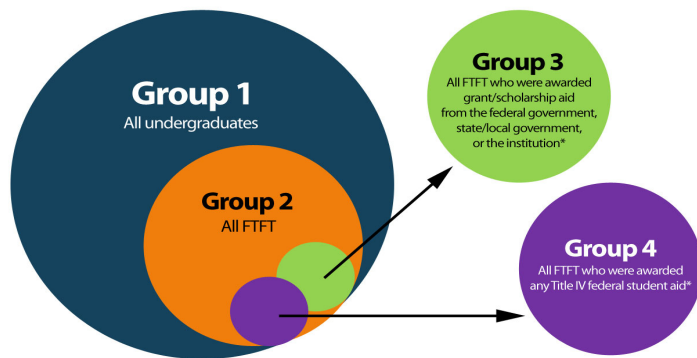 Group 1
All undergraduates
Group 2
All FTFT
Group 3
All FTFT who were awarded
grant/scholarship aid
from the federal government,
state/local government,
or the institution*
Group 4
All FTFT who were awarded
any Title IV federal student aid*